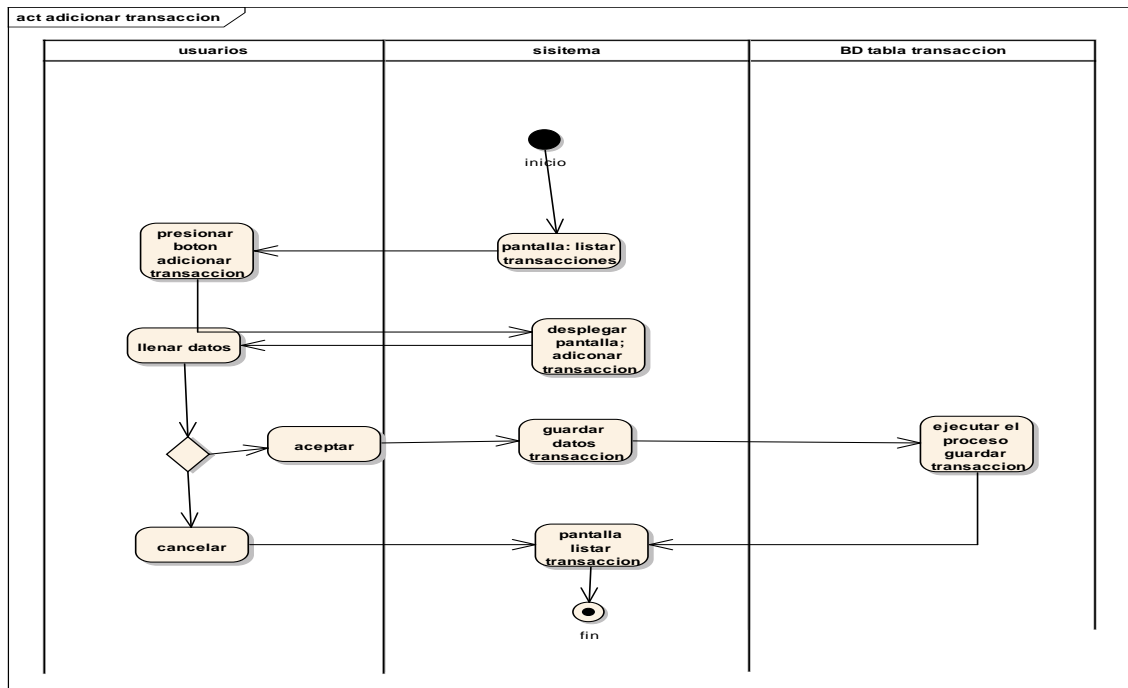 act adicionar transaccion
usuarios
sisitema
BD tabla transaccion
inicio
presionar
boton
adicionar
transaccion
pantalla: listar
transacciones
llenar datos
desplegar
pantalla;
adiconar
transaccion
aceptar
guardar
datos
transaccion
ejecutar el
proceso
guardar
transaccion
cancelar
pantalla
listar
transaccion
fin